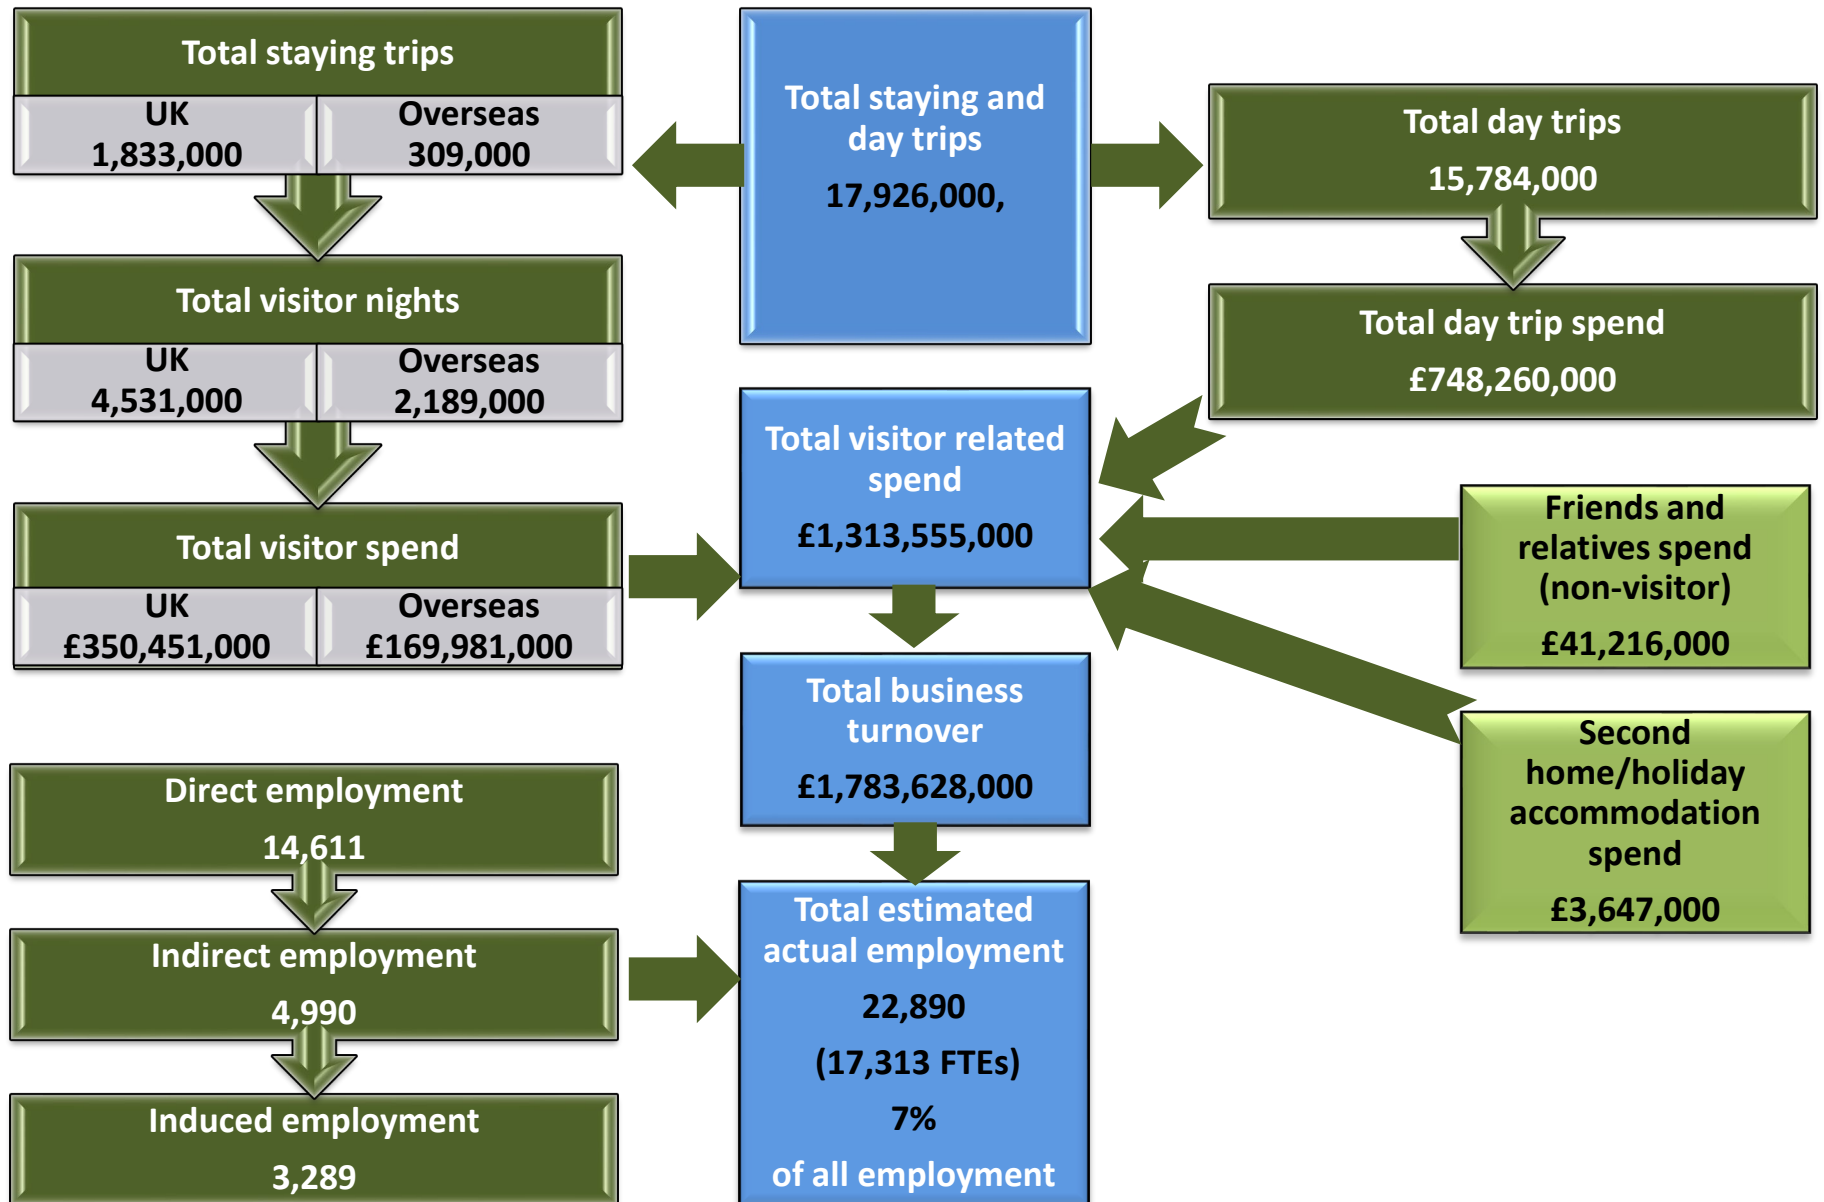 Total staying trips
UK
1,833,000
Overseas
309,000
Total visitor nights
UK
4,531,000
Overseas
2,189,000
Total visitor spend
UK
£350,451,000
Overseas
£169,981,000
Direct employment
14,611
Indirect employment
4,990
Induced employment
3,289
Total staying and
day trips
17,926,000,
Total visitor related
spend
£1,313,555,000
Total business
turnover
£1,783,628,000
Total estimated
actual employment
22,890
(17,313 FTEs)
7%
of all employment
Total day trips
15,784,000
Total day trip spend
£748,260,000
Friends and
relatives spend
(non-visitor)
£41,216,000
Second
home/holiday
accommodation
spend
£3,647,000